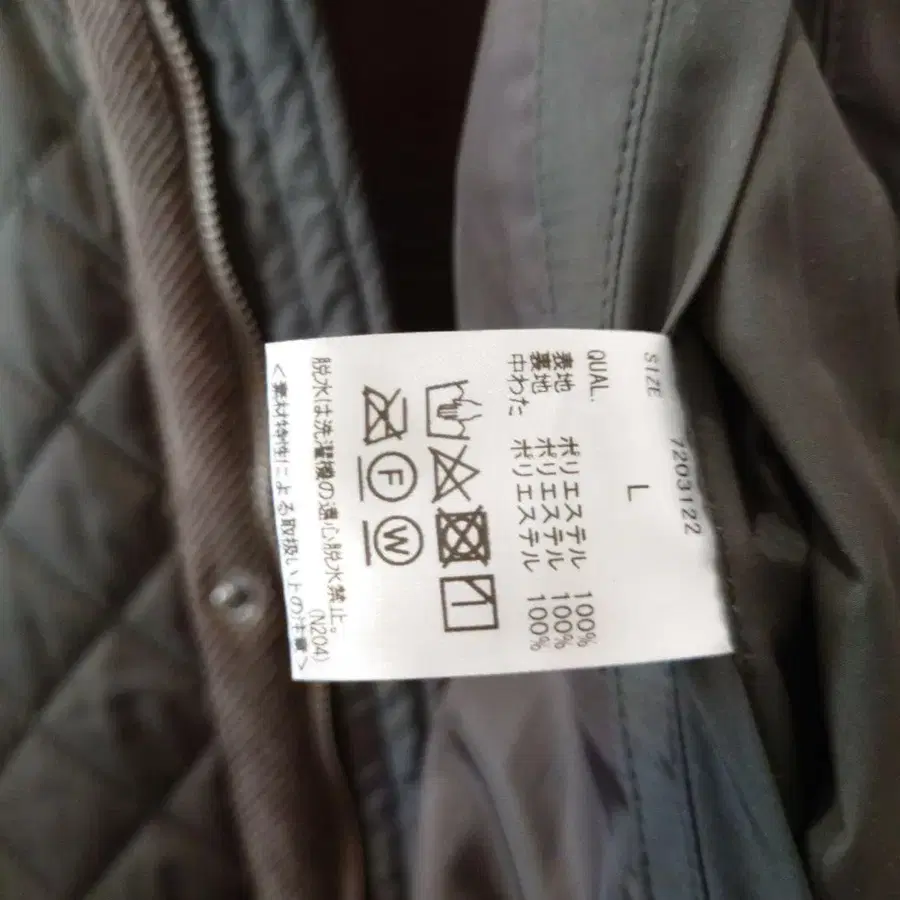 7203122
SIZE L
QUAL.
表地 ポリエステル 100%
裏地 ポリエステル 100%
中わた ポリエステル 100%
F W
脱水は洗濯機の遠心脱水禁止。
(N204)
<素材特性による取扱い上の注意>